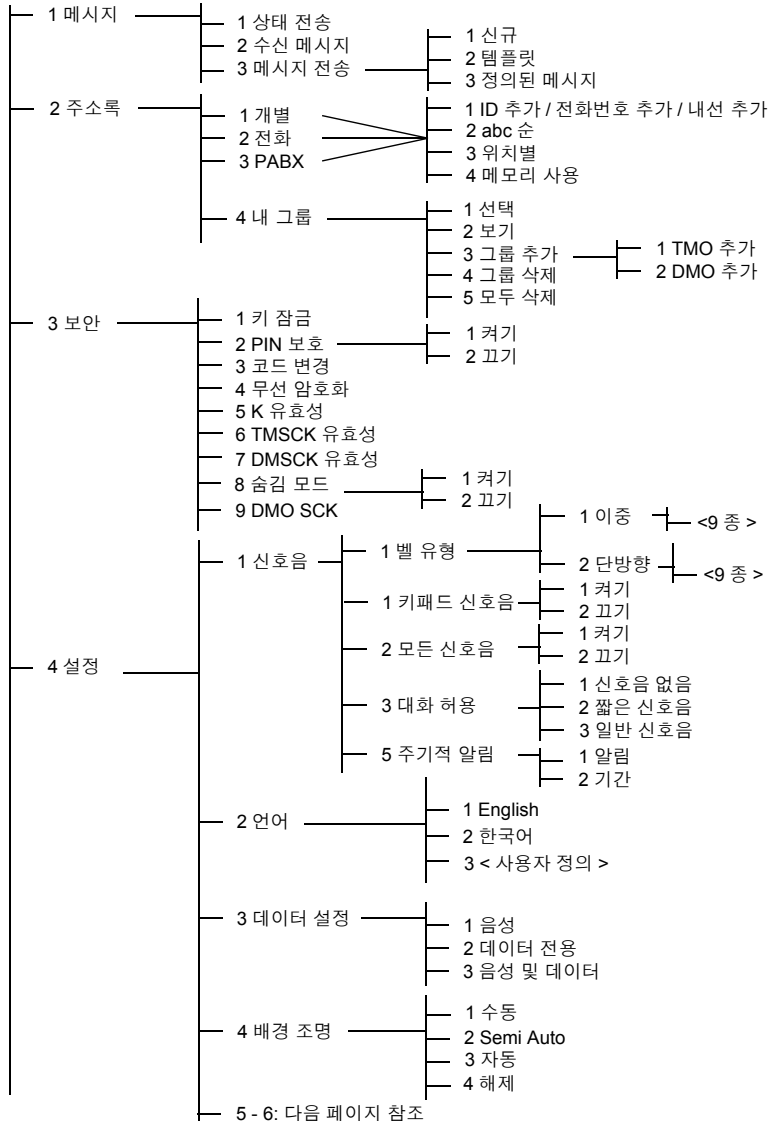 1 메시지
1 상태 전송
2 수신 메시지
3 메시지 전송
1 신규
2 템플릿
3 정의된 메시지
2 주소록
1 개별
2 전화
3 PABX
1 ID 추가 / 전화번호 추가 / 내선 추가
2 abc 순
3 위치별
4 메모리 사용
4 내 그룹
1 선택
2 보기
3 그룹 추가
4 그룹 삭제
5 모두 삭제
1 TMO 추가
2 DMO 추가
3 보안
1 키 잠금
2 PIN 보호
3 코드 변경
4 무선 암호화
5 K 유효성
6 TMSCK 유효성
7 DMSCK 유효성
8 숨김 모드
9 DMO SCK
1 켜기
2 끄기
1 켜기
2 끄기
4 설정
1 신호음
1 벨 유형
1 이중
<9 종 >
2 단방향
<9 종 >
1 키패드 신호음
1 켜기
2 끄기
2 모든 신호음
1 켜기
2 끄기
3 대화 허용
1 신호음 없음
2 짧은 신호음
3 일반 신호음
5 주기적 알림
1 알림
2 기간
2 언어
1 English
2 한국어
3 < 사용자 정의 >
3 데이터 설정
1 음성
2 데이터 전용
3 음성 및 데이터
4 배경 조명
1 수동
2 Semi Auto
3 자동
4 해제
5 - 6: 다음 페이지 참조